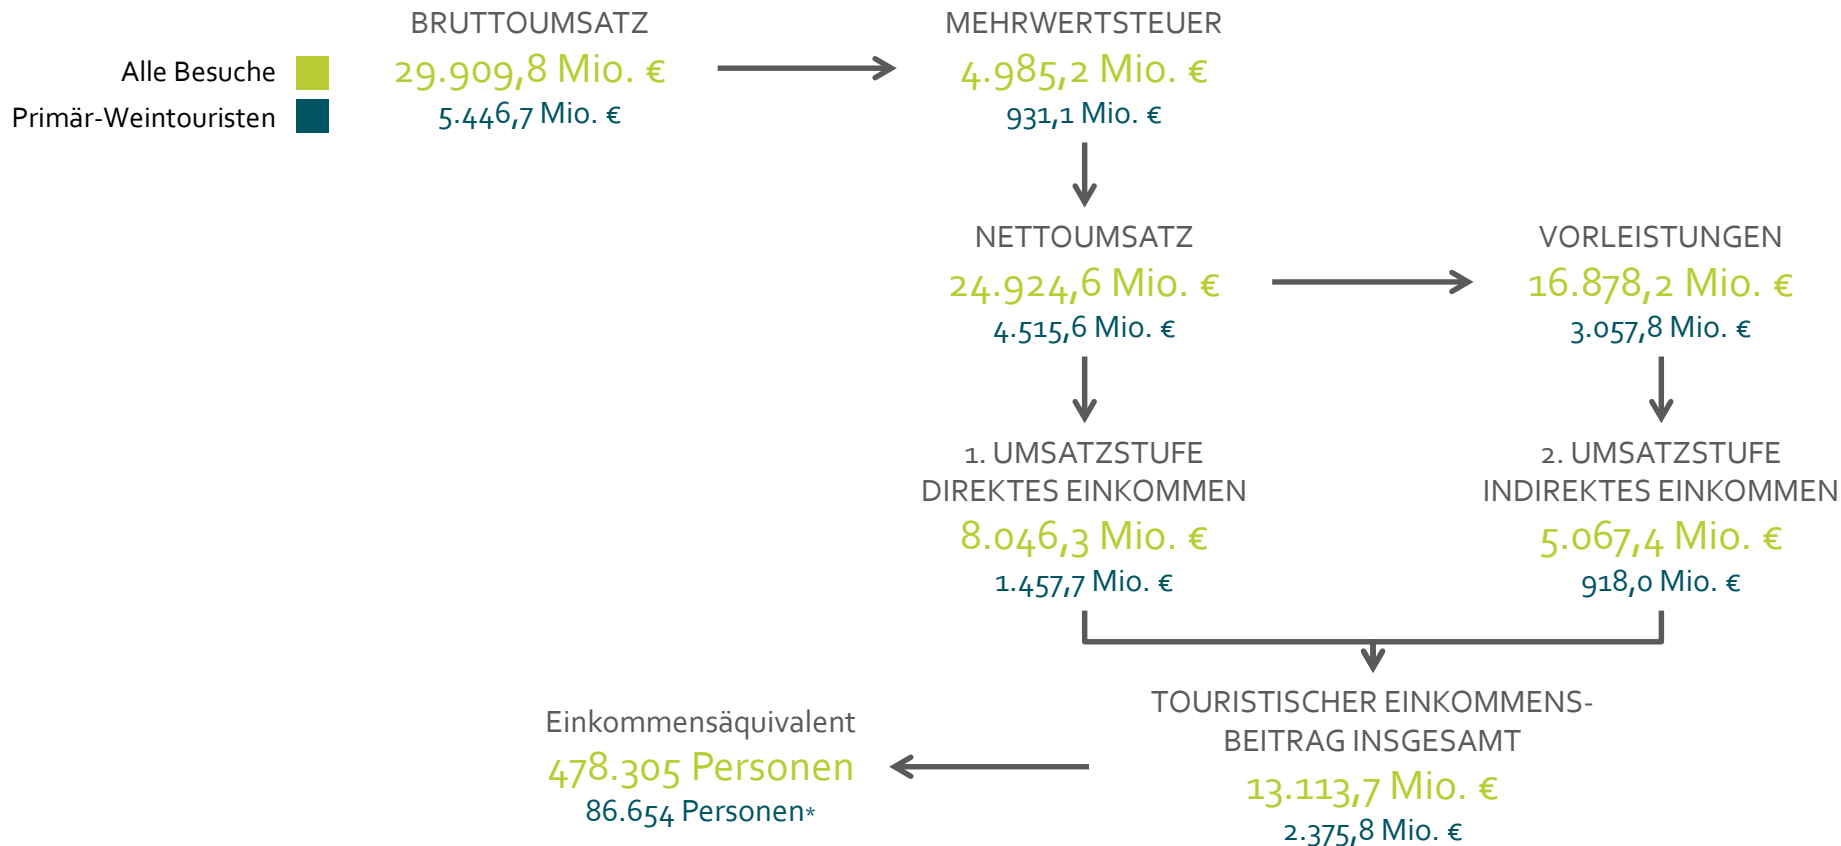 Alle Besuche
Primär-Weintouristen
BRUTTOUMSATZ
29.909,8 Mio. €
5.446,7 Mio. €
MEHRWERTSTEUER
4.985,2 Mio. €
931,1 Mio. €
NETTOUMSATZ
24.924,6 Mio. €
4.515,6 Mio. €
VORLEISTUNGEN
16.878,2 Mio. €
3.057,8 Mio. €
1. UMSATZSTUFE
DIREKTES EINKOMMEN
8.046,3 Mio. €
1.457,7 Mio. €
2. UMSATZSTUFE
INDIREKTES EINKOMMEN
5.067,4 Mio. €
918,0 Mio. €
TOURISTISCHER EINKOMMENS-
BEITRAG INSGESAMT
13.113,7 Mio. €
2.375,8 Mio. €
Einkommensäquivalent
478.305 Personen
86.654 Personen*